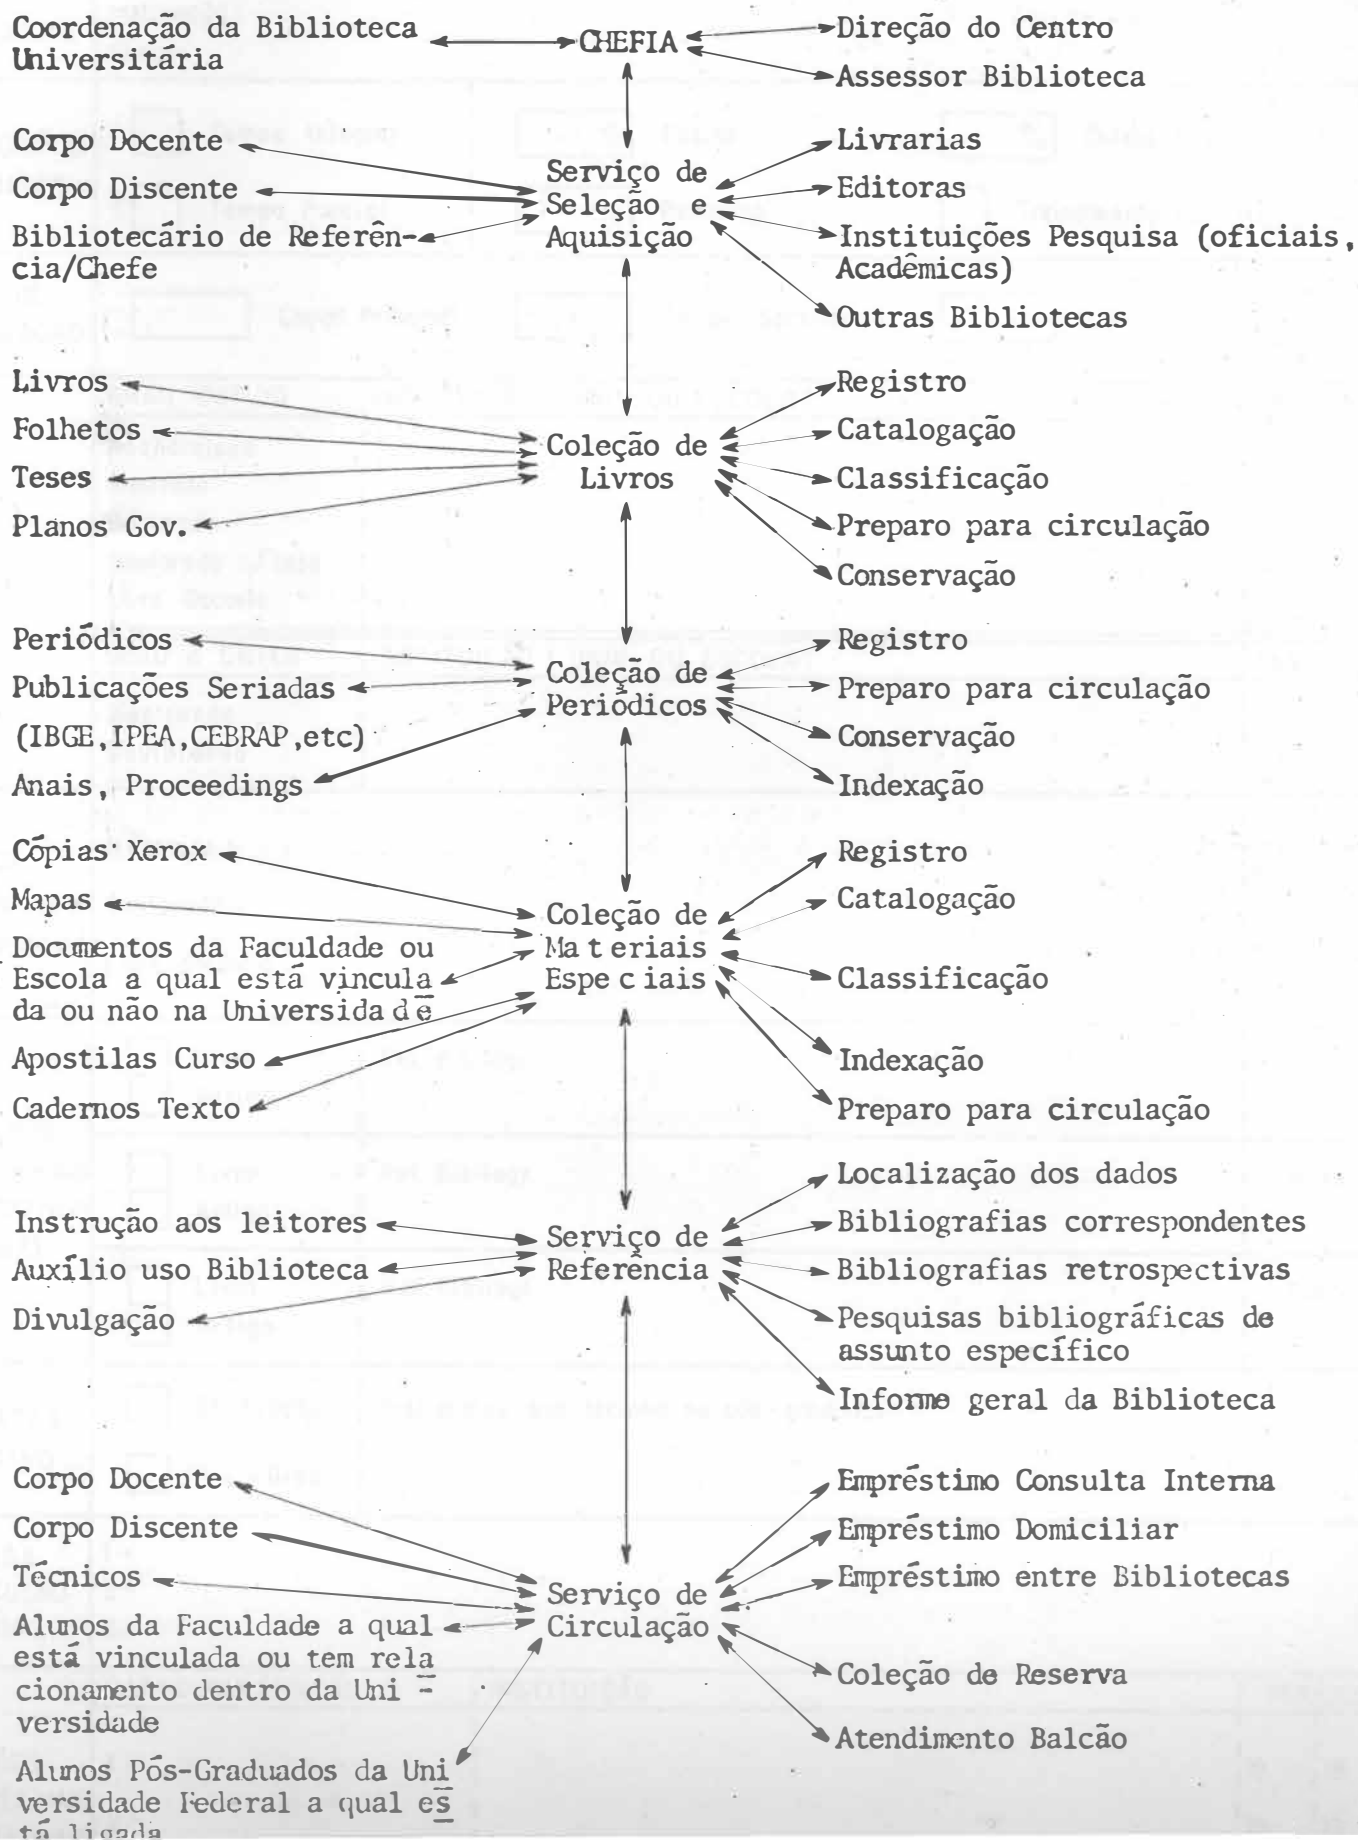 Coordenação da Biblioteca
Universitária
CHEFIA
Direção do Centro
Assessor Biblioteca
Corpo Docente
Corpo Discente
Bibliotecário de Referên-
cia/Chefe
Serviço de
Seleção e
Aquisição
Livrarias
Editoras
Instituições Pesquisa (oficiais,
Acadêmicas)
Outras Bibliotecas
Livros
Folhetos
Teses
Planos Gov.
Coleção de
Livros
Registro
Catalogação
Classificação
Preparo para circulação
Conservação
Periódicos
Publicações Seriadas
(IBGE,IPEA,CEBRAP,etc)
Anais, Proceedings
Coleção de
Periódicos
Registro
Preparo para circulação
Conservação
Indexação
Cópias Xerox
Mapas
Documentos da Faculdade ou
Escola a qual está vincula
da ou não na Universidade
Apostilas Curso
Cadernos Texto
Coleção de
Materiais
Especiais
Registro
Catalogação
Classificação
Indexação
Preparo para circulação
Instrução aos leitores
Auxílio uso Biblioteca
Divulgação
Serviço de
Referência
Localização dos dados
Bibliografias correspondentes
Bibliografias retrospectivas
Pesquisas bibliográficas de
assunto específico
Informe geral da Biblioteca
Corpo Docente
Corpo Discente
Técnicos
Alunos da Faculdade a qual
está vinculada ou tem rela
cionamento dentro da Uni -
versidade
Alunos Pós-Graduados da Uni
versidade Federal a qual es
tá ligada
Serviço de
Circulação
Empréstimo Consulta Interna
Empréstimo Domiciliar
Empréstimo entre Bibliotecas
Coleção de Reserva
Atendimento Balcão